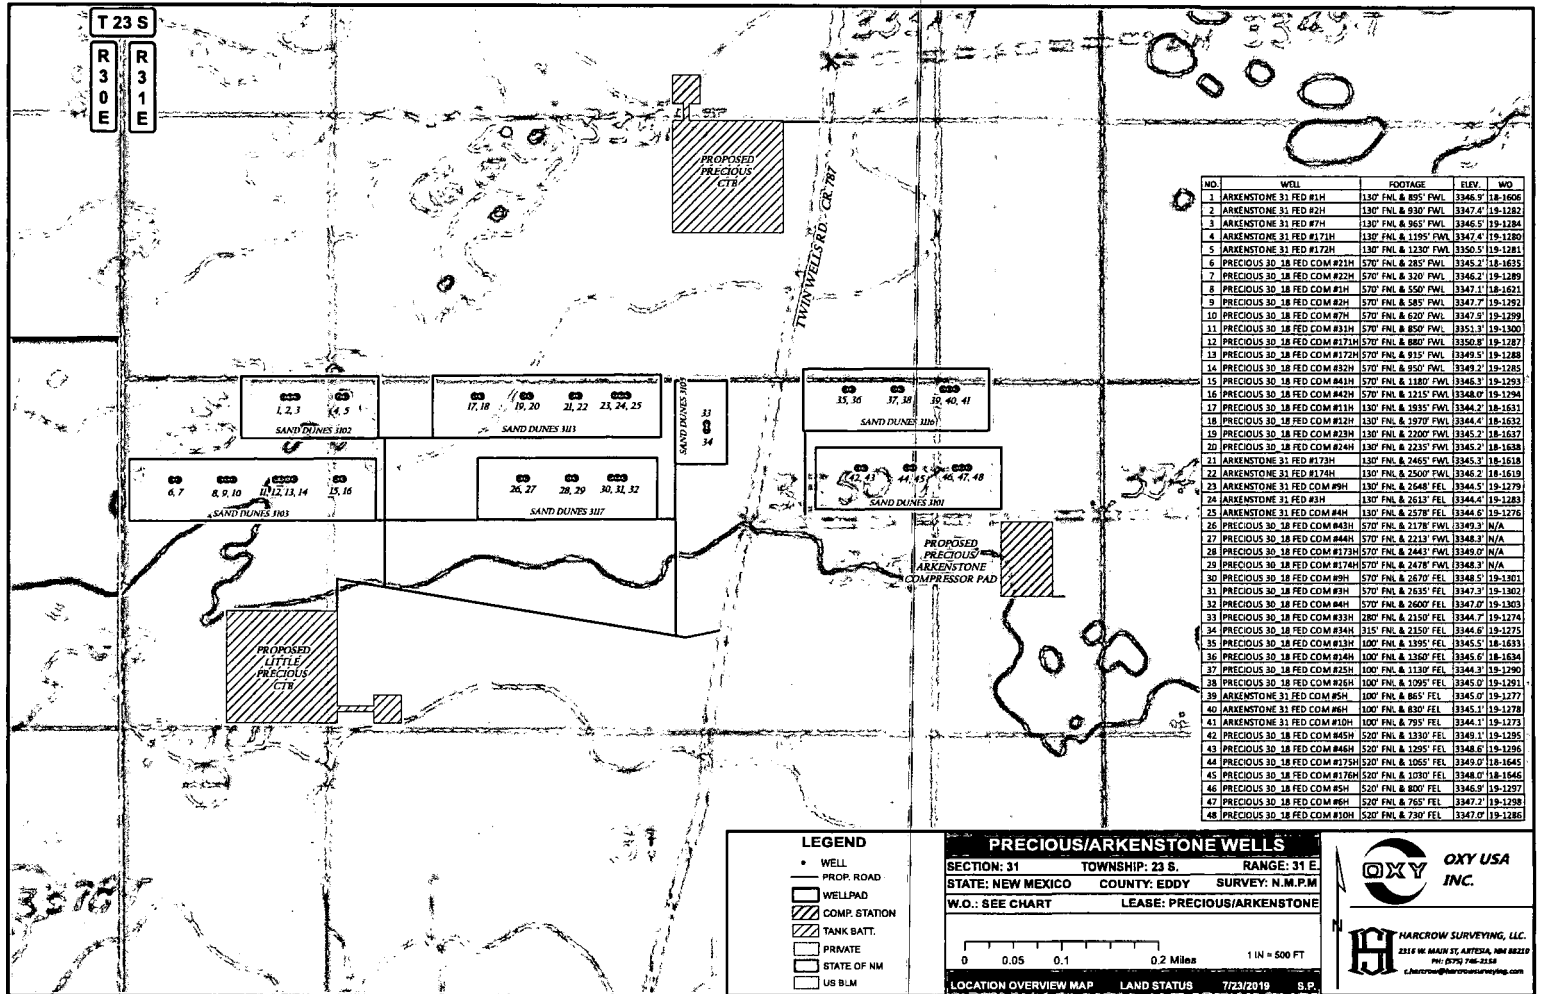 T 23 S
R30E
R31E
PROPOSED
PRECIOUS
CTB
TWIN WELLS RD. CR. 787
1, 2, 3
4, 5
SAND DUNES 3102
17, 18
19, 20
21, 22
23, 24, 25
SAND DUNES 3113
SAND DUNES 3105
33
34
35, 36
37, 38
39, 40, 41
SAND DUNES 3116
6, 7
8, 9, 10
11, 12, 13, 14
15, 16
SAND DUNES 3103
26, 27
28, 29
30, 31, 32
SAND DUNES 3117
42, 43
44, 45
46, 47, 48
SAND DUNES 3101
PROPOSED
PRECIOUS/
ARKENSTONE
COMPRESSOR PAD
PROPOSED
LITTLE
PRECIOUS
CTB
NO. WELL FOOTAGE ELEV. WO
1 ARKENSTONE 31 FED #1H 130' FNL & 895' FWL 3346.9' 18-1606
2 ARKENSTONE 31 FED #2H 130' FNL & 930' FWL 3347.4' 19-1282
3 ARKENSTONE 31 FED #7H 130' FNL & 965' FWL 3346.5' 19-1284
4 ARKENSTONE 31 FED #171H 130' FNL & 1195' FWL 3347.4' 19-1280
5 ARKENSTONE 31 FED #172H 130' FNL & 1230' FWL 3350.5' 19-1281
6 PRECIOUS 30_18 FED COM #21H 570' FNL & 285' FWL 3345.2' 18-1635
7 PRECIOUS 30_18 FED COM #22H 570' FNL & 320' FWL 3346.2' 19-1289
8 PRECIOUS 30_18 FED COM #1H 570' FNL & 550' FWL 3347.1' 18-1621
9 PRECIOUS 30_18 FED COM #2H 570' FNL & 585' FWL 3347.7' 19-1292
10 PRECIOUS 30_18 FED COM #7H 570' FNL & 620' FWL 3347.9' 19-1299
11 PRECIOUS 30_18 FED COM #31H 570' FNL & 850' FWL 3351.3' 19-1300
12 PRECIOUS 30_18 FED COM #171H 570' FNL & 880' FWL 3350.8' 19-1287
13 PRECIOUS 30_18 FED COM #172H 570' FNL & 915' FWL 3349.5' 19-1288
14 PRECIOUS 30_18 FED COM #32H 570' FNL & 950' FWL 3349.2' 19-1285
15 PRECIOUS 30_18 FED COM #41H 570' FNL & 1180' FWL 3346.3' 19-1293
16 PRECIOUS 30_18 FED COM #42H 570' FNL & 1215' FWL 3348.0' 19-1294
17 PRECIOUS 30_18 FED COM #11H 130' FNL & 1935' FWL 3344.2' 18-1631
18 PRECIOUS 30_18 FED COM #12H 130' FNL & 1970' FWL 3344.4' 18-1632
19 PRECIOUS 30_18 FED COM #23H 130' FNL & 2200' FWL 3345.2' 18-1637
20 PRECIOUS 30_18 FED COM #24H 130' FNL & 2235' FWL 3345.2' 18-1638
21 ARKENSTONE 31 FED #173H 130' FNL & 2465' FWL 3345.3' 18-1618
22 ARKENSTONE 31 FED #174H 130' FNL & 2500' FWL 3346.2' 18-1619
23 ARKENSTONE 31 FED COM #9H 130' FNL & 2648' FEL 3344.5' 19-1279
24 ARKENSTONE 31 FED #3H 130' FNL & 2613' FEL 3344.4' 19-1283
25 ARKENSTONE 31 FED COM #4H 130' FNL & 2578' FEL 3344.6' 19-1276
26 PRECIOUS 30_18 FED COM #43H 570' FNL & 2178' FWL 3349.3' N/A
27 PRECIOUS 30_18 FED COM #44H 570' FNL & 2213' FWL 3348.3' N/A
28 PRECIOUS 30_18 FED COM #173H 570' FNL & 2443' FWL 3349.0' N/A
29 PRECIOUS 30_18 FED COM #174H 570' FNL & 2478' FWL 3348.3' N/A
30 PRECIOUS 30_18 FED COM #9H 570' FNL & 2670' FEL 3348.5' 19-1301
31 PRECIOUS 30_18 FED COM #3H 570' FNL & 2635' FEL 3347.3' 19-1302
32 PRECIOUS 30_18 FED COM #4H 570' FNL & 2600' FEL 3347.0' 19-1303
33 PRECIOUS 30_18 FED COM #33H 280' FNL & 2150' FEL 3344.7' 19-1274
34 PRECIOUS 30_18 FED COM #34H 315' FNL & 2150' FEL 3344.6' 19-1275
35 PRECIOUS 30_18 FED COM #13H 100' FNL & 1395' FEL 3345.5' 18-1633
36 PRECIOUS 30_18 FED COM #14H 100' FNL & 1360' FEL 3345.6' 18-1634
37 PRECIOUS 30_18 FED COM #25H 100' FNL & 1130' FEL 3344.3' 19-1290
38 PRECIOUS 30_18 FED COM #26H 100' FNL & 1095' FEL 3345.0' 19-1291
39 ARKENSTONE 31 FED COM #5H 100' FNL & 865' FEL 3345.0' 19-1277
40 ARKENSTONE 31 FED COM #6H 100' FNL & 830' FEL 3345.1' 19-1278
41 ARKENSTONE 31 FED COM #10H 100' FNL & 795' FEL 3344.1' 19-1273
42 PRECIOUS 30_18 FED COM #45H 520' FNL & 1330' FEL 3349.1' 19-1295
43 PRECIOUS 30_18 FED COM #46H 520' FNL & 1295' FEL 3348.6' 19-1296
44 PRECIOUS 30_18 FED COM #175H 520' FNL & 1065' FEL 3349.0' 18-1645
45 PRECIOUS 30_18 FED COM #176H 520' FNL & 1030' FEL 3348.0' 18-1646
46 PRECIOUS 30_18 FED COM #5H 520' FNL & 800' FEL 3346.9' 19-1297
47 PRECIOUS 30_18 FED COM #6H 520' FNL & 765' FEL 3347.2' 19-1298
48 PRECIOUS 30_18 FED COM #10H 520' FNL & 730' FEL 3347.0' 19-1286
LEGEND
WELL
PROP. ROAD
WELLPAD
COMP. STATION
TANK BATT.
PRIVATE
STATE OF NM
US BLM
PRECIOUS/ARKENSTONE WELLS
SECTION: 31 TOWNSHIP: 23 S. RANGE: 31 E.
STATE: NEW MEXICO COUNTY: EDDY SURVEY: N.M.P.M
W.O.: SEE CHART LEASE: PRECIOUS/ARKENSTONE
0 0.05 0.1 0.2 Miles 1 IN = 500 FT
LOCATION OVERVIEW MAP LAND STATUS 7/23/2019 S.P.
N
OXY
OXY USA
INC.
HARCROW SURVEYING, LLC.
2316 W. MAIN ST, ARTESIA, NM 88210
PH: (575) 746-2158
c.harcrow@harcrowsurveying.com